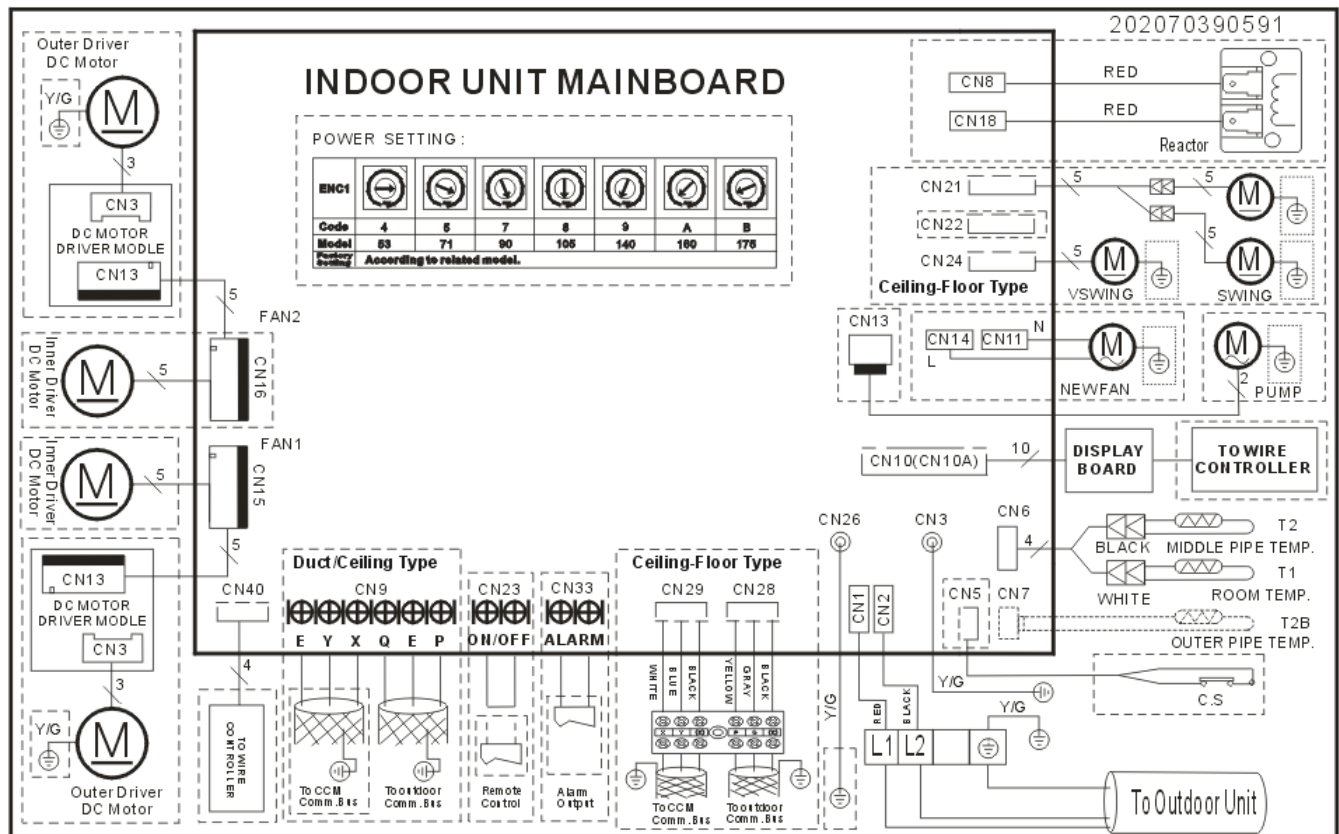 202070390591
INDOOR UNIT MAINBOARD
POWER SETTING :
ENC1
Code 4 5 7 8 9 A B
Model 53 71 90 105 140 160 175
Factory Setting According to related model.
Outer Driver
DC Motor
Y/G
M
3
CN3
DC MOTOR
DRIVER MODLE
CN13
5
FAN2
Inner Driver
DC Motor
M
5
CN16
FAN1
Inner Driver
DC Motor
M
5
CN15
5
CN13
DC MOTOR
DRIVER MODLE
CN3
3
Y/G
M
Outer Driver
DC Motor
CN40
4
TO WIRE
CONTROLLER
Duct/Ceiling Type
CN9
E Y X Q E P
To CCM
Comm.Bus
To outdoor
Comm.Bus
CN23
ON/OFF
Remote
Control
CN33
ALARM
Alarm
Output
Ceiling-Floor Type
CN29 CN28
WHITE
BLUE
BLACK
YELLOW
GRAY
BLACK
X Y E P Q E
To CCM
Comm.Bus
To outdoor
Comm.Bus
CN26
Y/G
CN3
Y/G
CN1
CN2
RED
BLACK
L1 L2
Y/G
To Outdoor Unit
CN8
RED
CN18
RED
Reactor
CN21
5
5
M
CN22
5
CN24
5
M
M
Ceiling-Floor Type
VSWING
SWING
CN13
CN14
CN11
N
L
M
NEWFAN
M
2
PUMP
CN10(CN10A)
10
DISPLAY
BOARD
TO WIRE
CONTROLLER
CN6
4
BLACK
T2
MIDDLE PIPE TEMP.
WHITE
T1
ROOM TEMP.
CN5
CN7
T2B
OUTER PIPE TEMP.
C.S